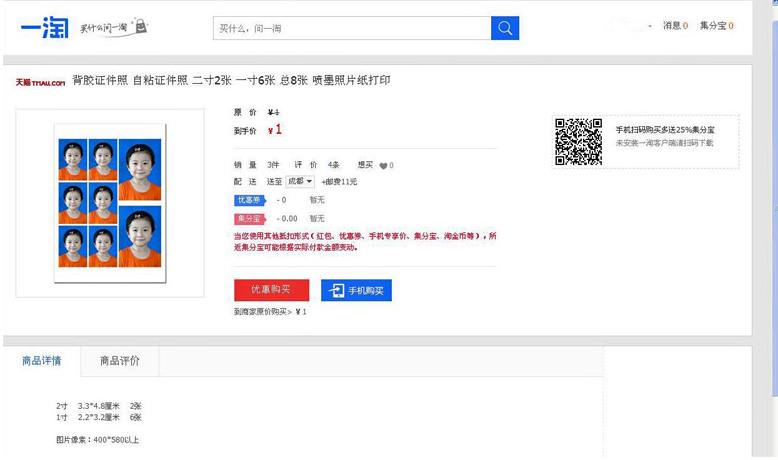 一淘
买什么问一淘
买什么，问一淘
消息0
集分宝0
天猫TMALL.COM 背胶证件照 自粘证件照 二寸2张 一寸6张 总8张 喷墨照片纸打印
原 价 ¥1
到手价 ¥1
手机扫码购买多送25%集分宝
未安装一淘客户端请扫码下载
销 量 3件 评 价 4条 想买 0
配 送 送至 成都 +邮费11元
优惠券 - 0 暂无
集分宝 - 0.00 暂无
当您使用其他抵扣形式（红包、优惠券、手机专享价、集分宝、淘金币等），所
返集分宝可能根据实际付款金额变动。
优惠购买
手机购买
到商家原价购买> ¥1
商品详情
商品评价
2寸 3.3*4.8厘米 2张
1寸 2.2*3.2厘米 6张
图片像素：400*580以上